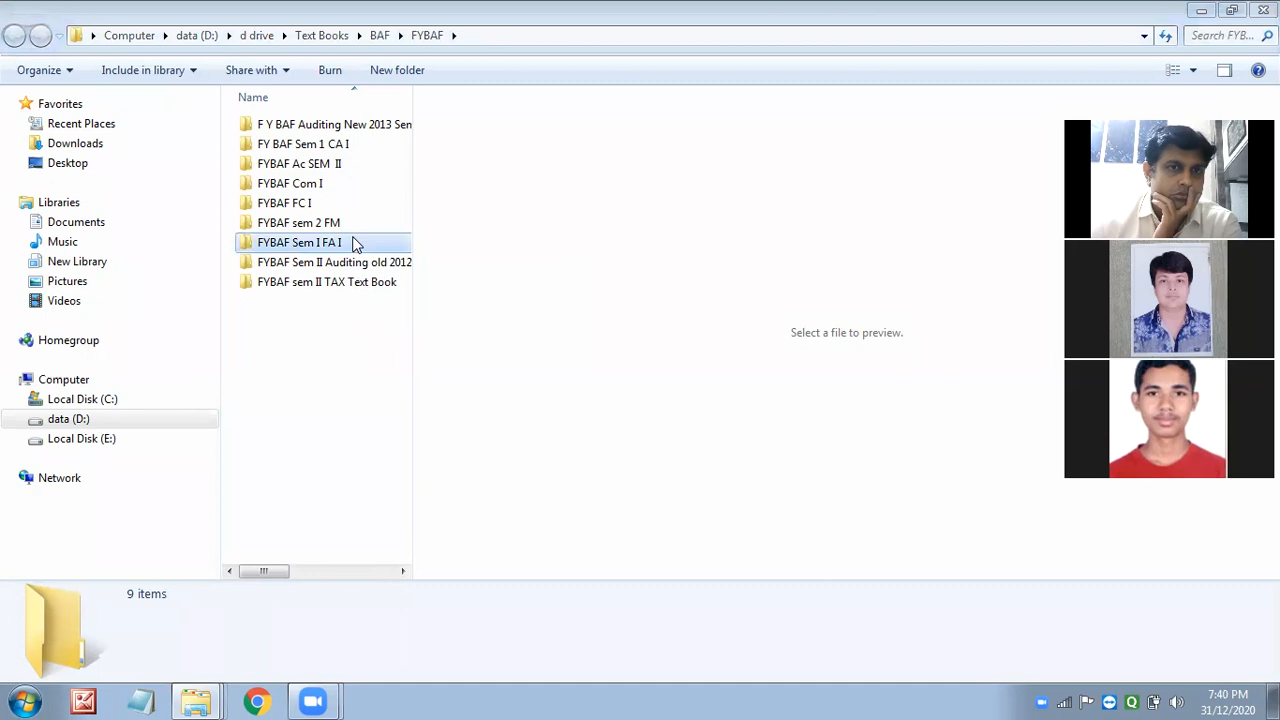 Computer data (D:) d drive Text Books BAF FYBAF Search FYB...
Organize Include in library Share with Burn New folder
Favorites
Recent Places
Downloads
Desktop
Libraries
Documents
Music
New Library
Pictures
Videos
Homegroup
Computer
Local Disk (C:)
data (D:)
Local Disk (E:)
Network
Name
F Y BAF Auditing New 2013 Sem
FY BAF Sem 1 CA I
FYBAF Ac SEM II
FYBAF Com I
FYBAF FC I
FYBAF sem 2 FM
FYBAF Sem I FA I
FYBAF Sem II Auditing old 2012
FYBAF sem II TAX Text Book
Select a file to preview.
9 items
7:40 PM
31/12/2020